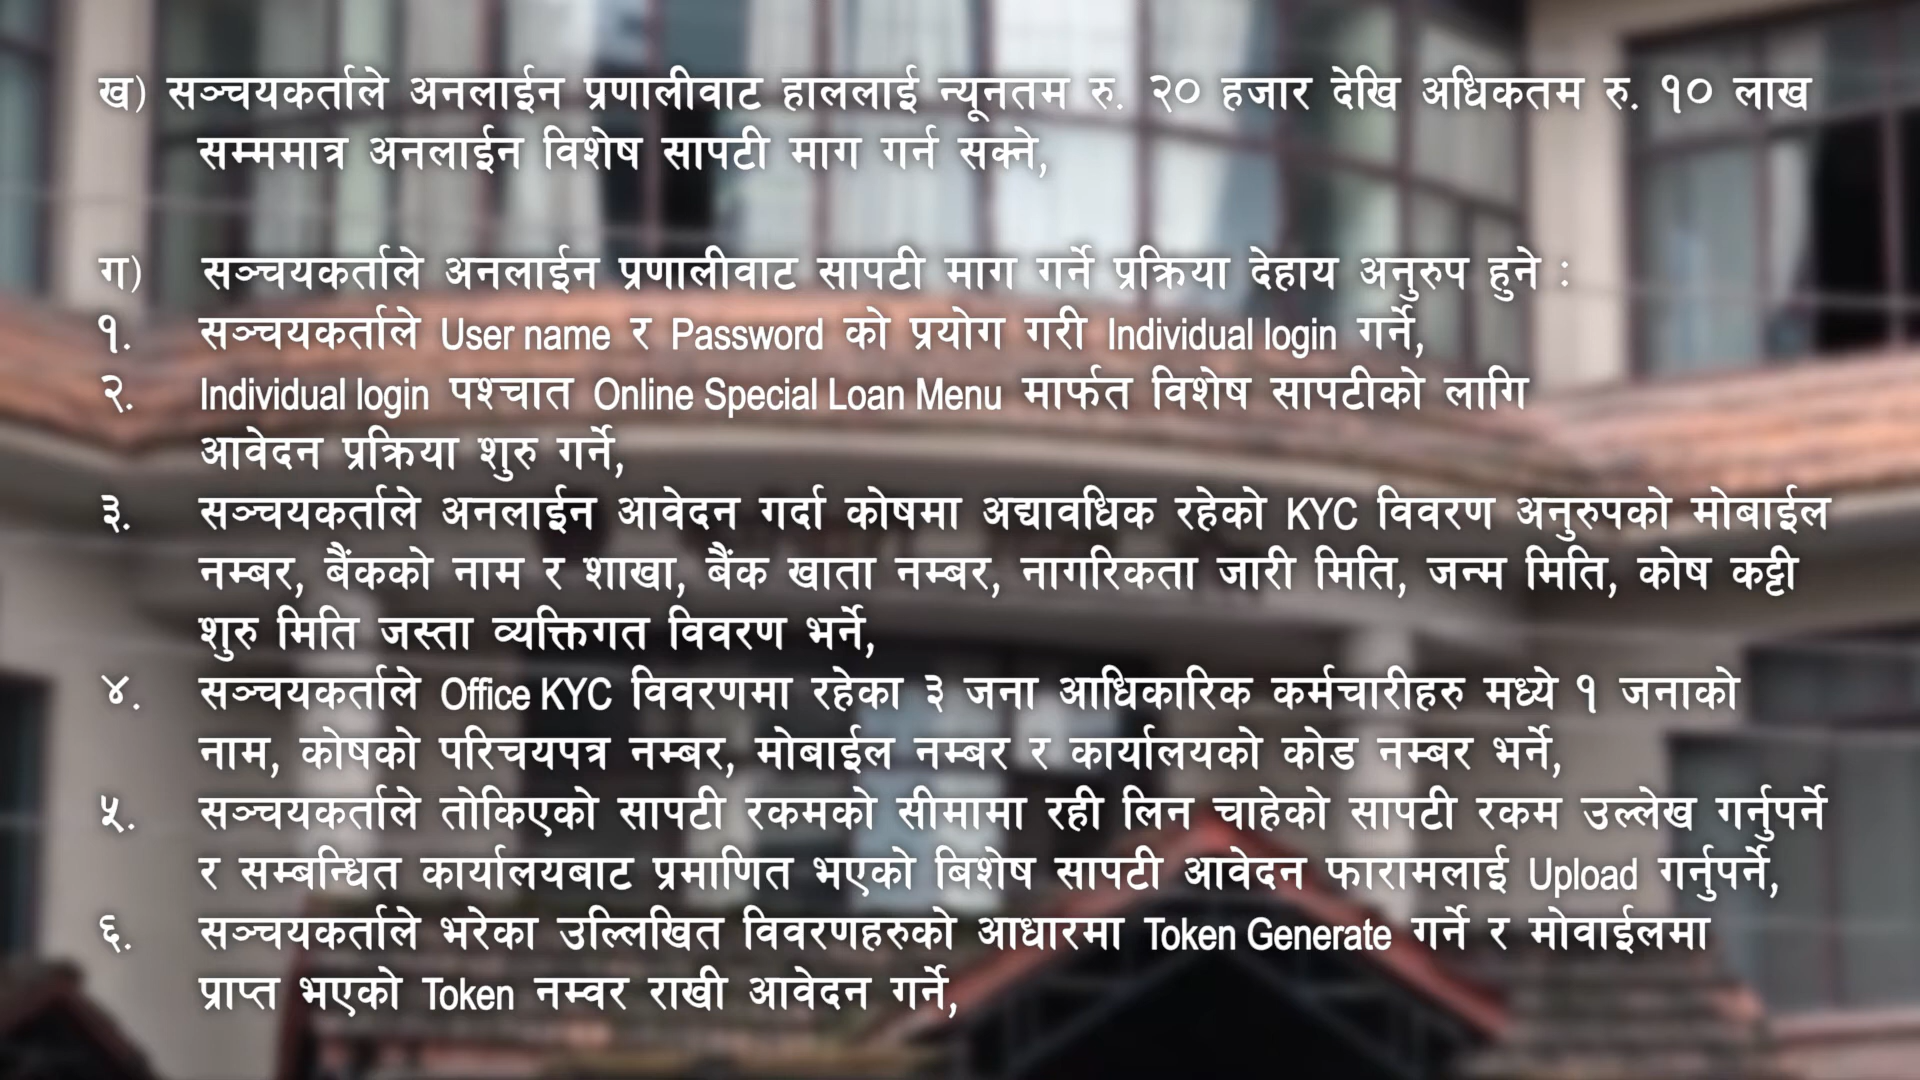 ख) सञ्चयकर्ताले अनलाईन प्रणालीवाट हाललाई न्यूनतम रु. २० हजार देखि अधिकतम रु. १० लाख
सम्ममात्र अनलाईन विशेष सापटी माग गर्न सक्ने,
ग) सञ्चयकर्ताले अनलाईन प्रणालीवाट सापटी माग गर्ने प्रक्रिया देहाय अनुरुप हुने :
१. सञ्चयकर्ताले User name र Password को प्रयोग गरी Individual login गर्ने,
२. Individual login पश्चात Online Special Loan Menu मार्फत विशेष सापटीको लागि
आवेदन प्रक्रिया शुरु गर्ने,
३. सञ्चयकर्ताले अनलाईन आवेदन गर्दा कोषमा अद्यावधिक रहेको KYC विवरण अनुरुपको मोबाईल
नम्बर, बैंकको नाम र शाखा, बैंक खाता नम्बर, नागरिकता जारी मिति, जन्म मिति, कोष कट्टी
शुरु मिति जस्ता व्यक्तिगत विवरण भर्ने,
४. सञ्चयकर्ताले Office KYC विवरणमा रहेका ३ जना आधिकारिक कर्मचारीहरु मध्ये १ जनाको
नाम, कोषको परिचयपत्र नम्बर, मोबाईल नम्बर र कार्यालयको कोड नम्बर भर्ने,
५. सञ्चयकर्ताले तोकिएको सापटी रकमको सीमामा रही लिन चाहेको सापटी रकम उल्लेख गर्नुपर्ने
र सम्बन्धित कार्यालयबाट प्रमाणित भएको बिशेष सापटी आवेदन फारामलाई Upload गर्नुपर्ने,
६. सञ्चयकर्ताले भरेका उल्लिखित विवरणहरुको आधारमा Token Generate गर्ने र मोवाईलमा
प्राप्त भएको Token नम्वर राखी आवेदन गर्ने,